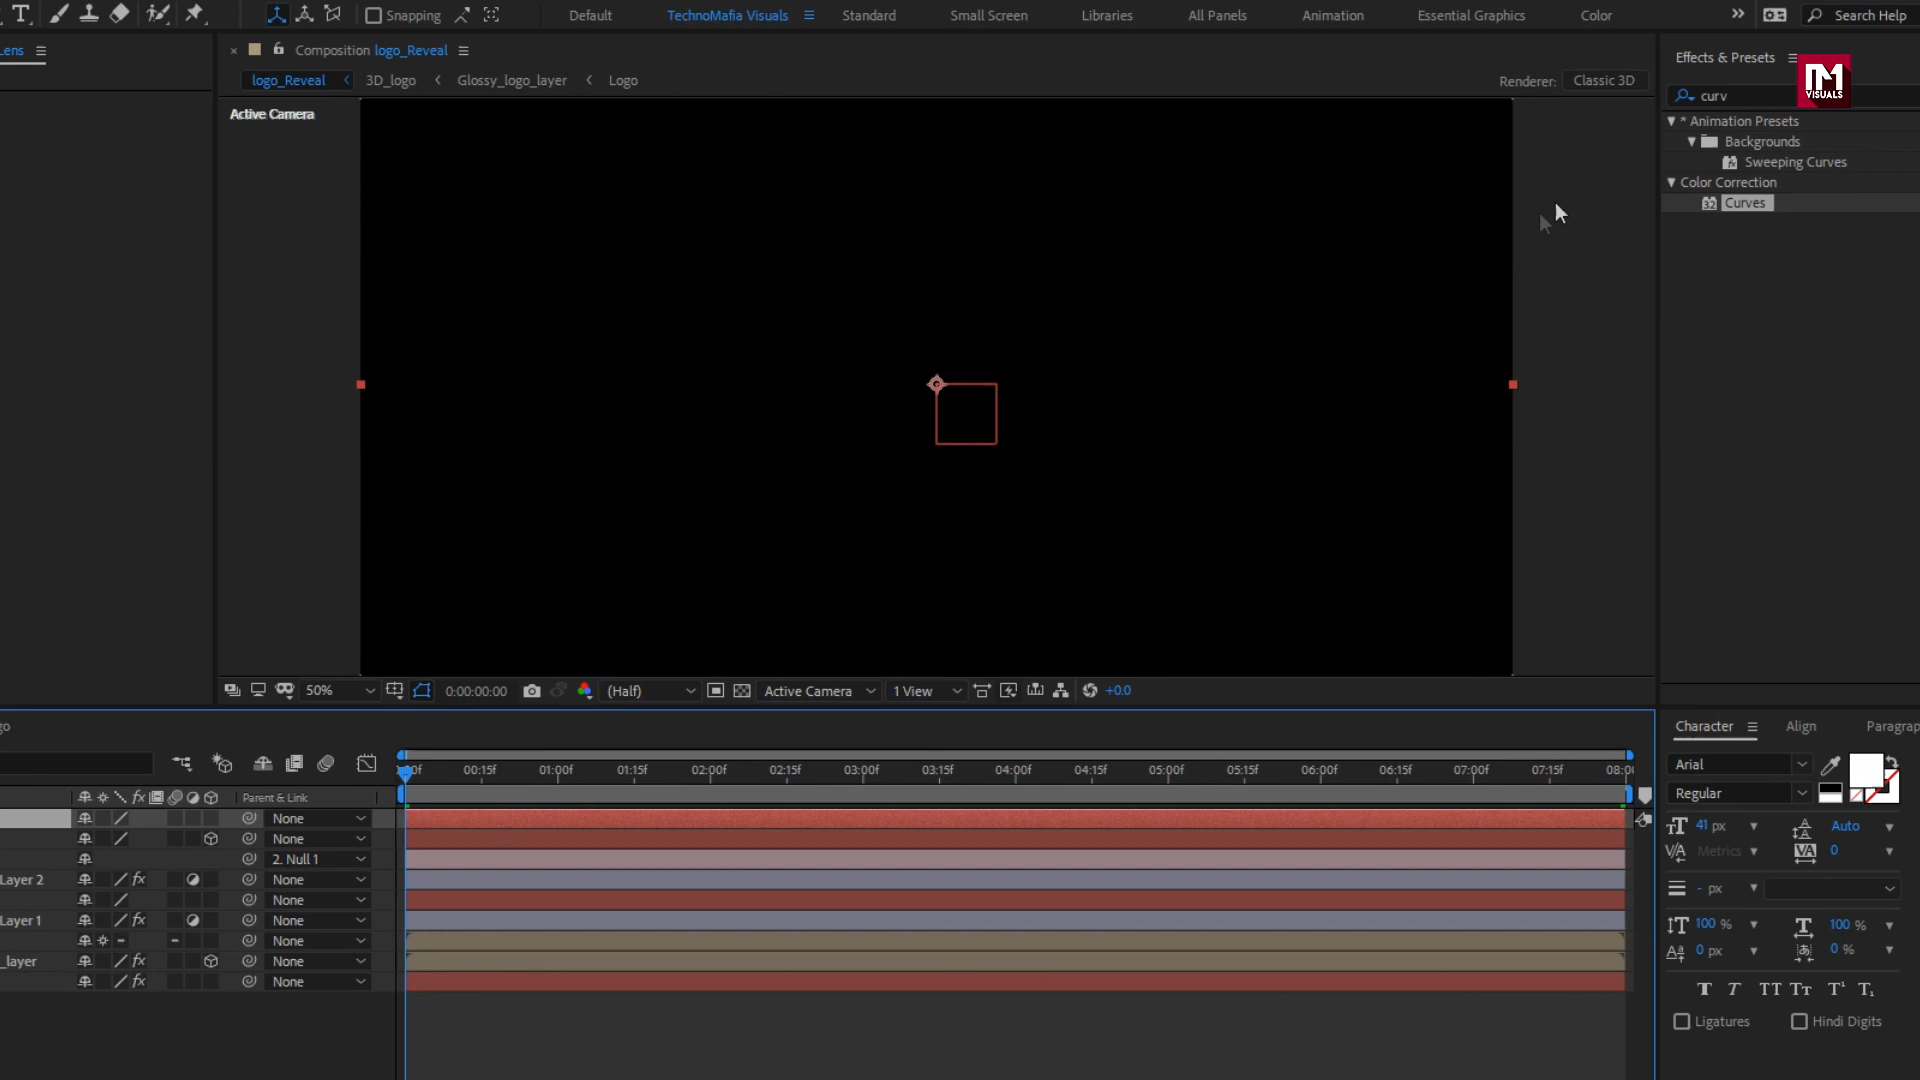 Snapping
Default
TechnoMafia Visuals
Standard
Small Screen
Libraries
All Panels
Animation
Essential Graphics
Color
Search Help
Composition logo_Reveal
Effects & Presets
VISUALS
logo_Reveal
3D_logo
Glossy_logo_layer
Logo
Renderer:
Classic 3D
curv
Active Camera
* Animation Presets
Backgrounds
Sweeping Curves
Color Correction
32 Curves
50%
0:00:00:00
(Half)
Active Camera
1 View
+0.0
Character
Align
Paragrap
00:15f
01:00f
01:15f
02:00f
02:15f
03:00f
03:15f
04:00f
04:15f
05:00f
05:15f
06:00f
06:15f
07:00f
07:15f
Arial
Regular
Parent & Link
None
None
2. Null 1
Layer 2
None
None
Layer 1
None
None
_layer
None
None
41 px
Auto
Metrics
0
- px
100 %
100 %
0 px
0 %
Ligatures
Hindi Digits